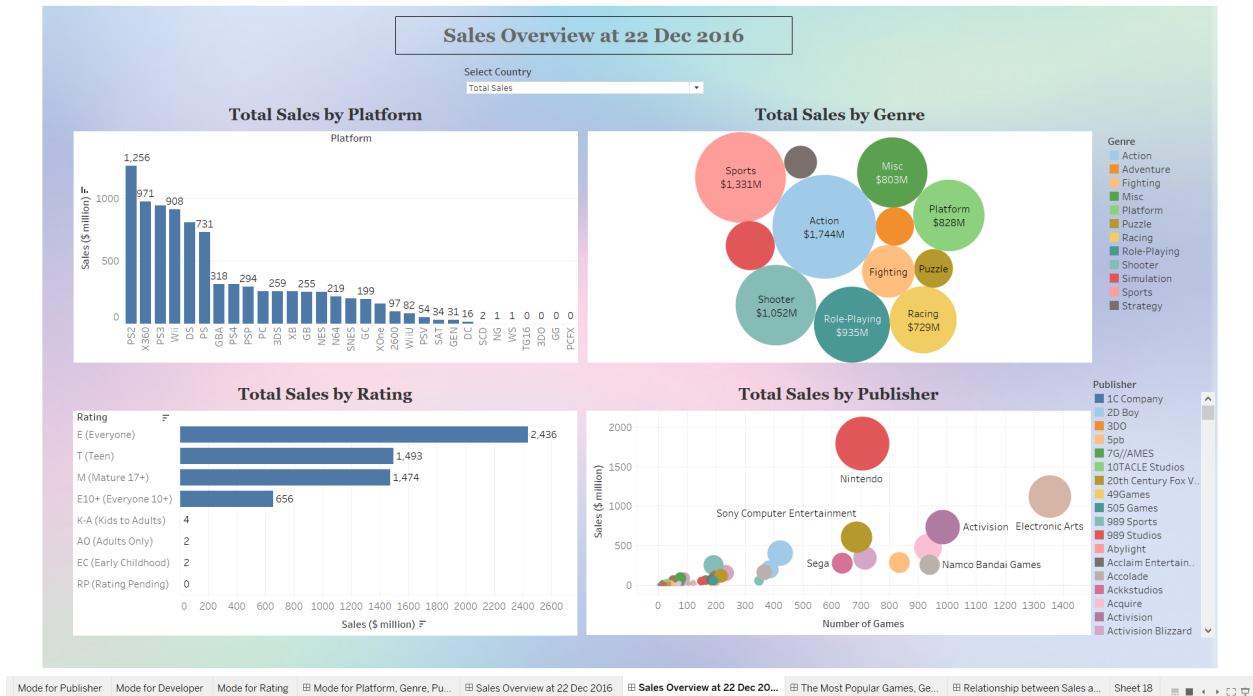 Sales Overview at 22 Dec 2016
Select Country
Total Sales
Total Sales by Platform
Platform
Sales ($ million)
1000
500
0
1,256
971
908
731
318
294
259
255
219
199
97
82
54
34
31
16
2
1
1
0
0
0
0
PS2
X360
PS3
Wii
DS
PS
GBA
PS4
PSP
PC
3DS
XB
GB
NES
N64
SNES
GC
XOne
2600
WiiU
PSV
SAT
GEN
DC
SCD
NG
WS
TG16
3DO
GG
PCFX
Total Sales by Genre
Sports
$1,331M
Misc
$803M
Action
$1,744M
Platform
$828M
Fighting
Puzzle
Shooter
$1,052M
Role-Playing
$935M
Racing
$729M
Genre
Action
Adventure
Fighting
Misc
Platform
Puzzle
Racing
Role-Playing
Shooter
Simulation
Sports
Strategy
Total Sales by Rating
Rating
E (Everyone)
2,436
T (Teen)
1,493
M (Mature 17+)
1,474
E10+ (Everyone 10+)
656
K-A (Kids to Adults)
4
AO (Adults Only)
2
EC (Early Childhood)
2
RP (Rating Pending)
0
0 200 400 600 800 1000 1200 1400 1600 1800 2000 2200 2400 2600
Sales ($ million)
Total Sales by Publisher
Sales ($ million)
2000
1500
1000
500
0
Nintendo
Sony Computer Entertainment
Activision
Electronic Arts
Sega
Namco Bandai Games
0 100 200 300 400 500 600 700 800 900 1000 1100 1200 1300 1400
Number of Games
Publisher
1C Company
2D Boy
3DO
5pb
7G//AMES
10TACLE Studios
20th Century Fox V..
49Games
505 Games
989 Sports
989 Studios
Abylight
Acclaim Entertain..
Accolade
Ackkstudios
Acquire
Activision
Activision Blizzard
Mode for Publisher
Mode for Developer
Mode for Rating
Mode for Platform, Genre, Pu...
Sales Overview at 22 Dec 2016
Sales Overview at 22 Dec 20...
The Most Popular Games, Ge...
Relationship between Sales a...
Sheet 18